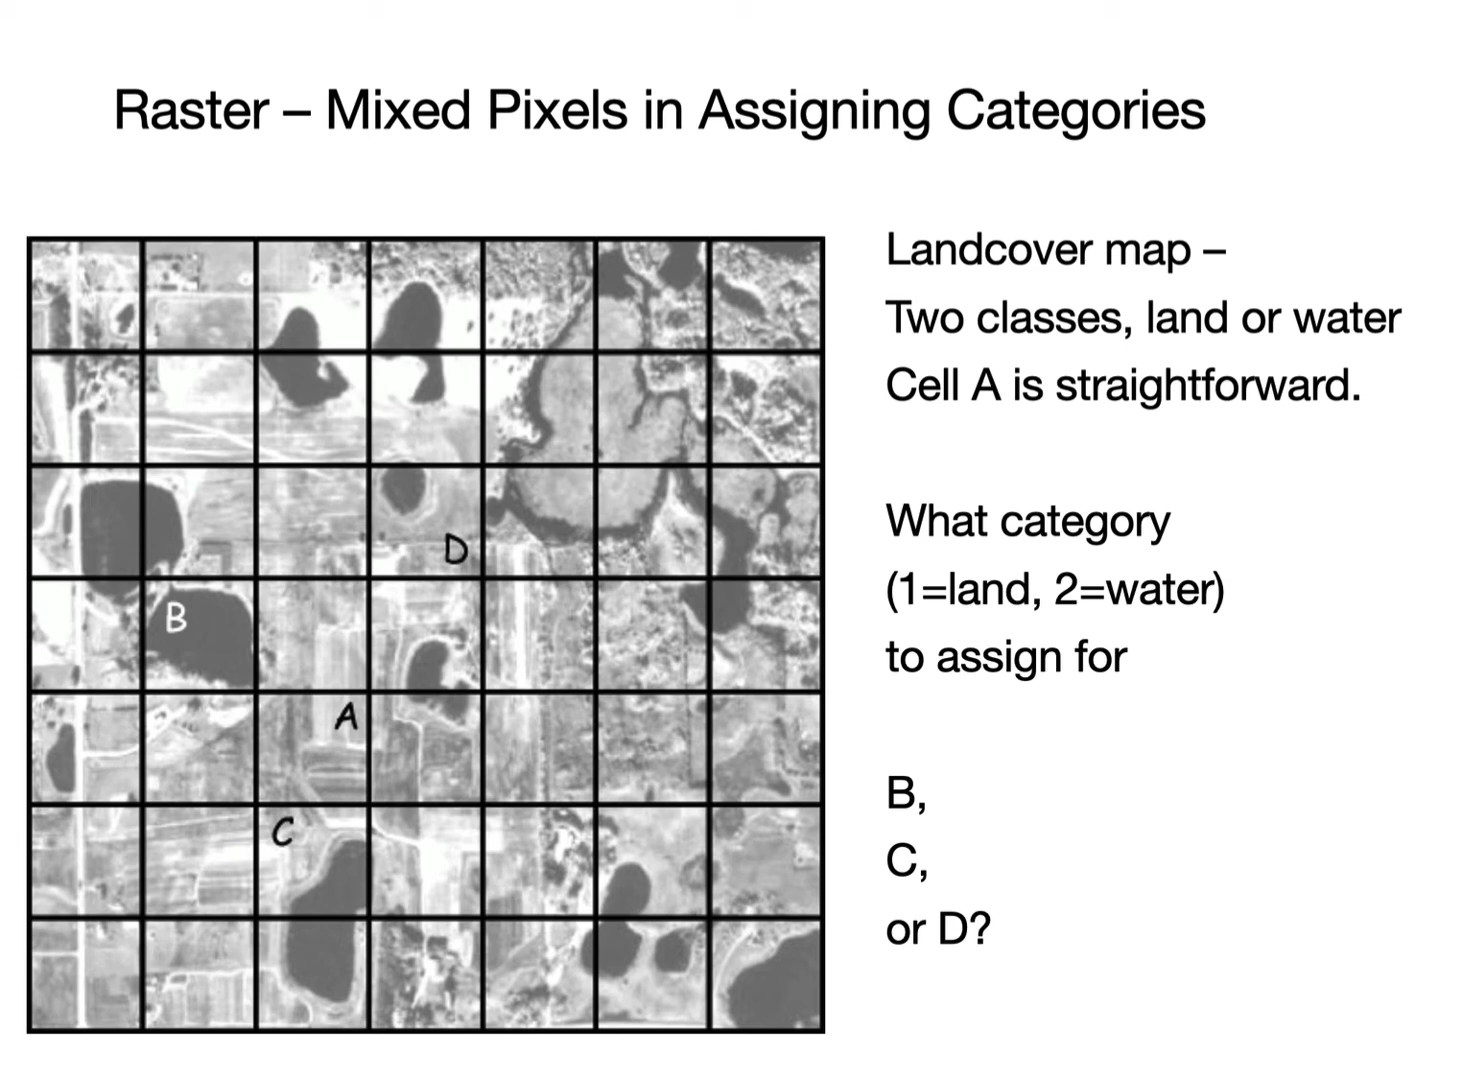 Raster – Mixed Pixels in Assigning Categories
Landcover map –
Two classes, land or water
Cell A is straightforward.
What category
(1=land, 2=water)
to assign for
B,
C,
or D?
D
B
A
C